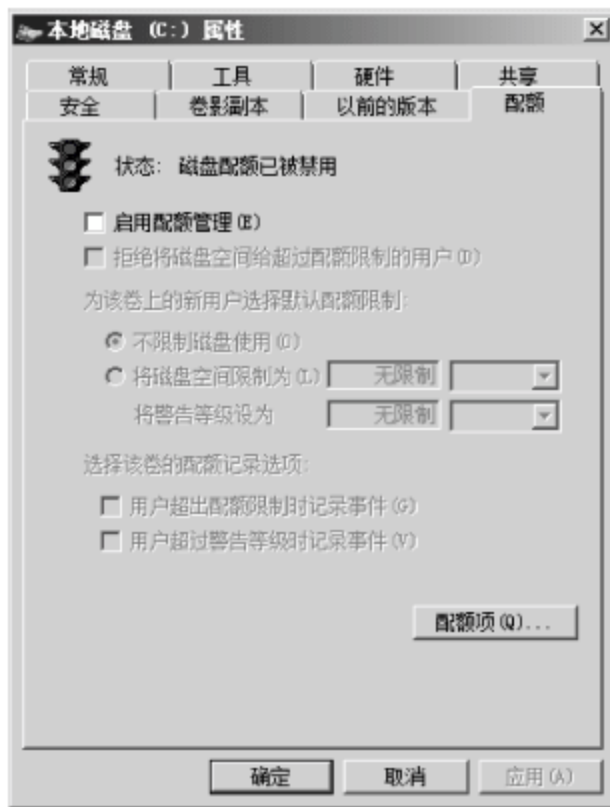 本地磁盘 (C:) 属性
常规 工具 硬件 共享
安全 卷影副本 以前的版本 配额
状态: 磁盘配额已被禁用
启用配额管理(E)
拒绝将磁盘空间给超过配额限制的用户(D)
为该卷上的新用户选择默认配额限制:
不限制磁盘使用(O)
将磁盘空间限制为(L) 无限制
将警告等级设为 无限制
选择该卷的配额记录选项:
用户超出配额限制时记录事件(G)
用户超过警告等级时记录事件(V)
配额项(Q)...
确定 取消 应用(A)